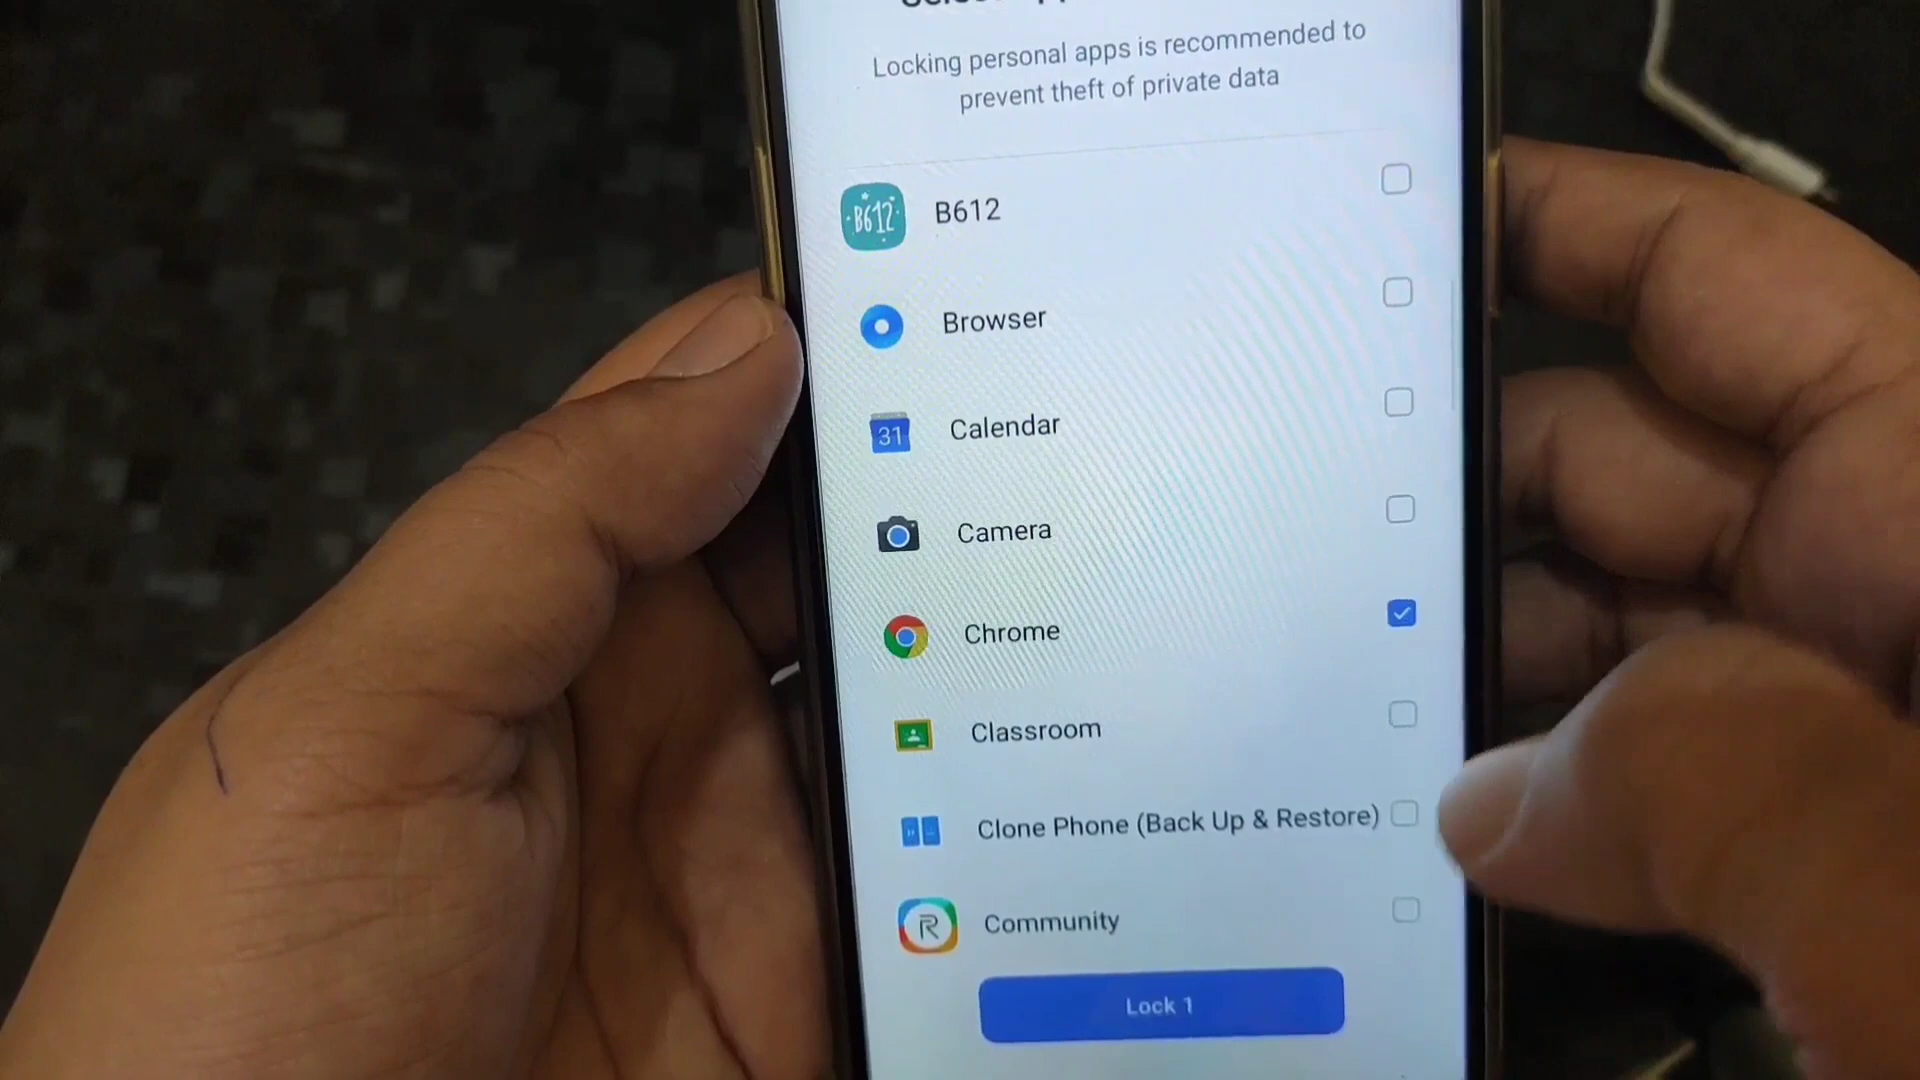 Locking personal apps is recommended to
prevent theft of private data
B612
B612
Browser
31
Calendar
Camera
Chrome
Classroom
Clone Phone (Back Up & Restore)
R
Community
Lock 1